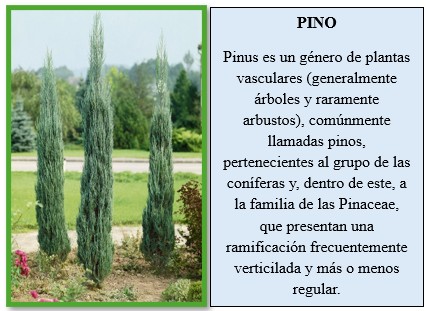 PINO
Pinus es un género de plantas
vasculares (generalmente
árboles y raramente
arbustos), comúnmente
llamadas pinos,
pertenecientes al grupo de las
coníferas y, dentro de este, a
la familia de las Pinaceae,
que presentan una
ramificación frecuentemente
verticilada y más o menos
regular.